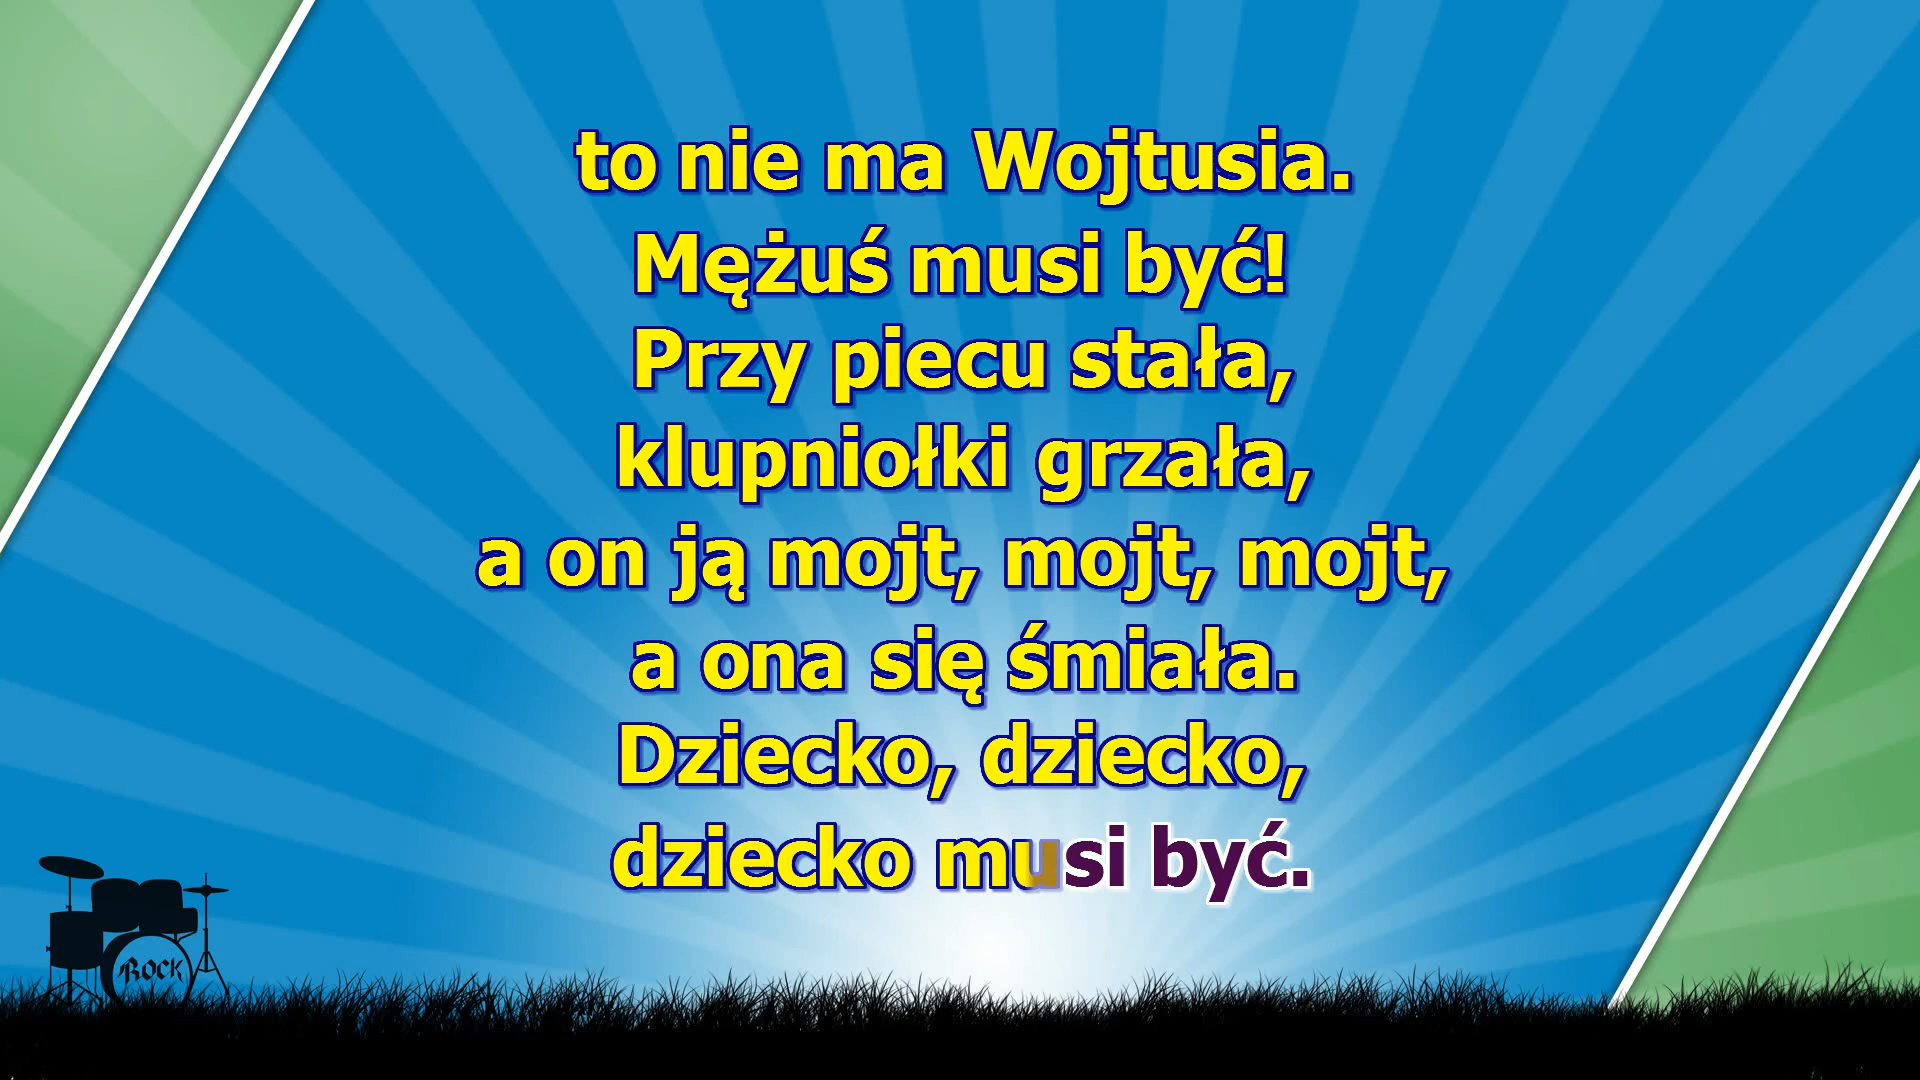 to nie ma Wojtusia.
Mężuś musi być!
Przy piecu stała,
klupniołki grzała,
a on ją mojt, mojt, mojt,
a ona się śmiała.
Dziecko, dziecko,
dziecko musi być.
ROCK